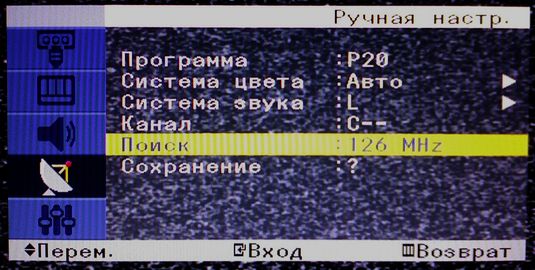 Ручная настр.
Программа :P20
Система цвета :Авто
Система звука :L
Канал :C--
Поиск :126 MHz
Сохранение :?
Перем. Вход Возврат